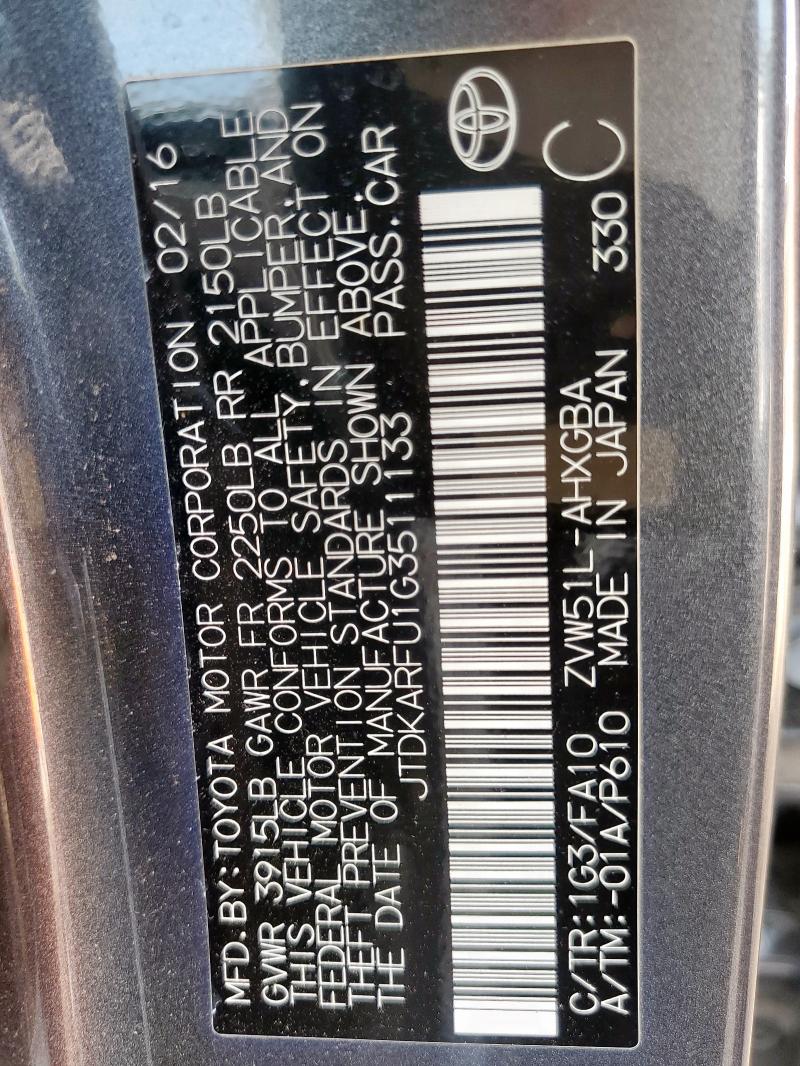 MFD.BY:TOYOTA MOTOR CORPORATION 02/16
GVWR 3915LB GAWR FR 2250LB RR 2150LB
THIS VEHICLE CONFORMS TO ALL APPLICABLE
FEDERAL MOTOR VEHICLE SAFETY, BUMPER, AND
THEFT PREVENTION STANDARDS IN EFFECT ON
THE DATE OF MANUFACTURE SHOWN ABOVE.
JTDKARFU1G3511133 PASS.CAR
C/TR:1G3/FA10 ZVW51L-AHXGBA
A/TM:-01A/P610 MADE IN JAPAN 330 C